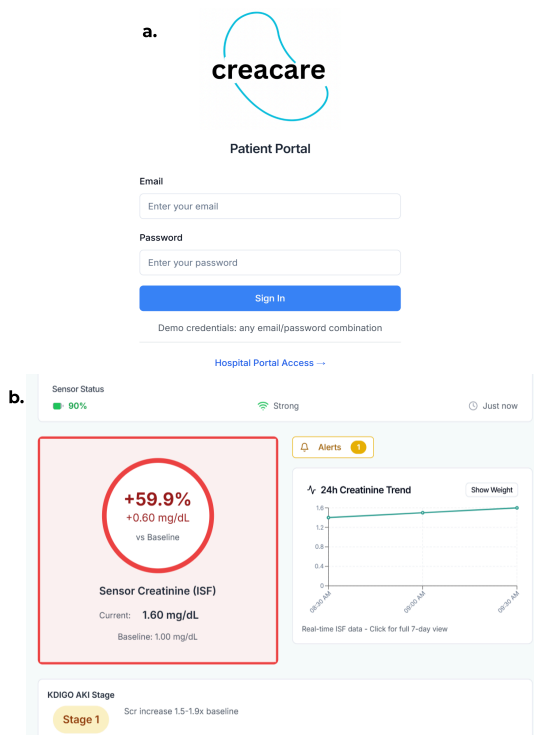 a.
creacare
Patient Portal
Email
Enter your email
Password
Enter your password
Sign In
Demo credentials: any email/password combination
Hospital Portal Access →
b.
Sensor Status
90%
Strong
Just now
+59.9%
+0.60 mg/dL
vs Baseline
Sensor Creatinine (ISF)
Current: 1.60 mg/dL
Baseline: 1.00 mg/dL
Alerts 1
24h Creatinine Trend
Show Weight
1.6
1.2
0.8
0.4
0
08:30 AM
09:00 AM
09:30 AM
Real-time ISF data - Click for full 7-day view
KDIGO AKI Stage
Stage 1
Scr increase 1.5-1.9x baseline